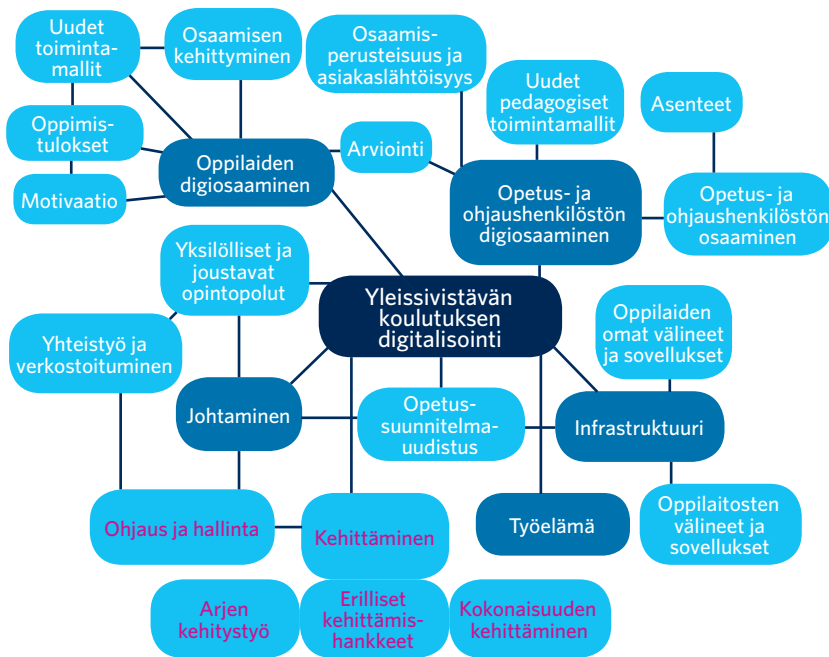 Uudet
toiminta-
mallit
Osaamisen
kehittyminen
Osaamis-
perusteisuus ja
asiakaslähtöisyys
Uudet
pedagogiset
toimintamallit
Asenteet
Oppimis-
tulokset
Oppilaiden
digiosaaminen
Arviointi
Motivaatio
Opetus- ja
ohjaushenkilöstön
digiosaaminen
Opetus- ja
ohjaushenkilöstön
osaaminen
Yksilölliset ja
joustavat
opintopolut
Yleissivistävän
koulutuksen
digitalisointi
Oppilaiden
omat välineet
ja sovellukset
Yhteistyö ja
verkostoituminen
Johtaminen
Opetus-
suunnitelma-
uudistus
Infrastruktuuri
Ohjaus ja hallinta
Kehittäminen
Työelämä
Oppilaitosten
välineet ja
sovellukset
Arjen
kehitystyö
Erilliset
kehittämis-
hankkeet
Kokonaisuuden
kehittäminen